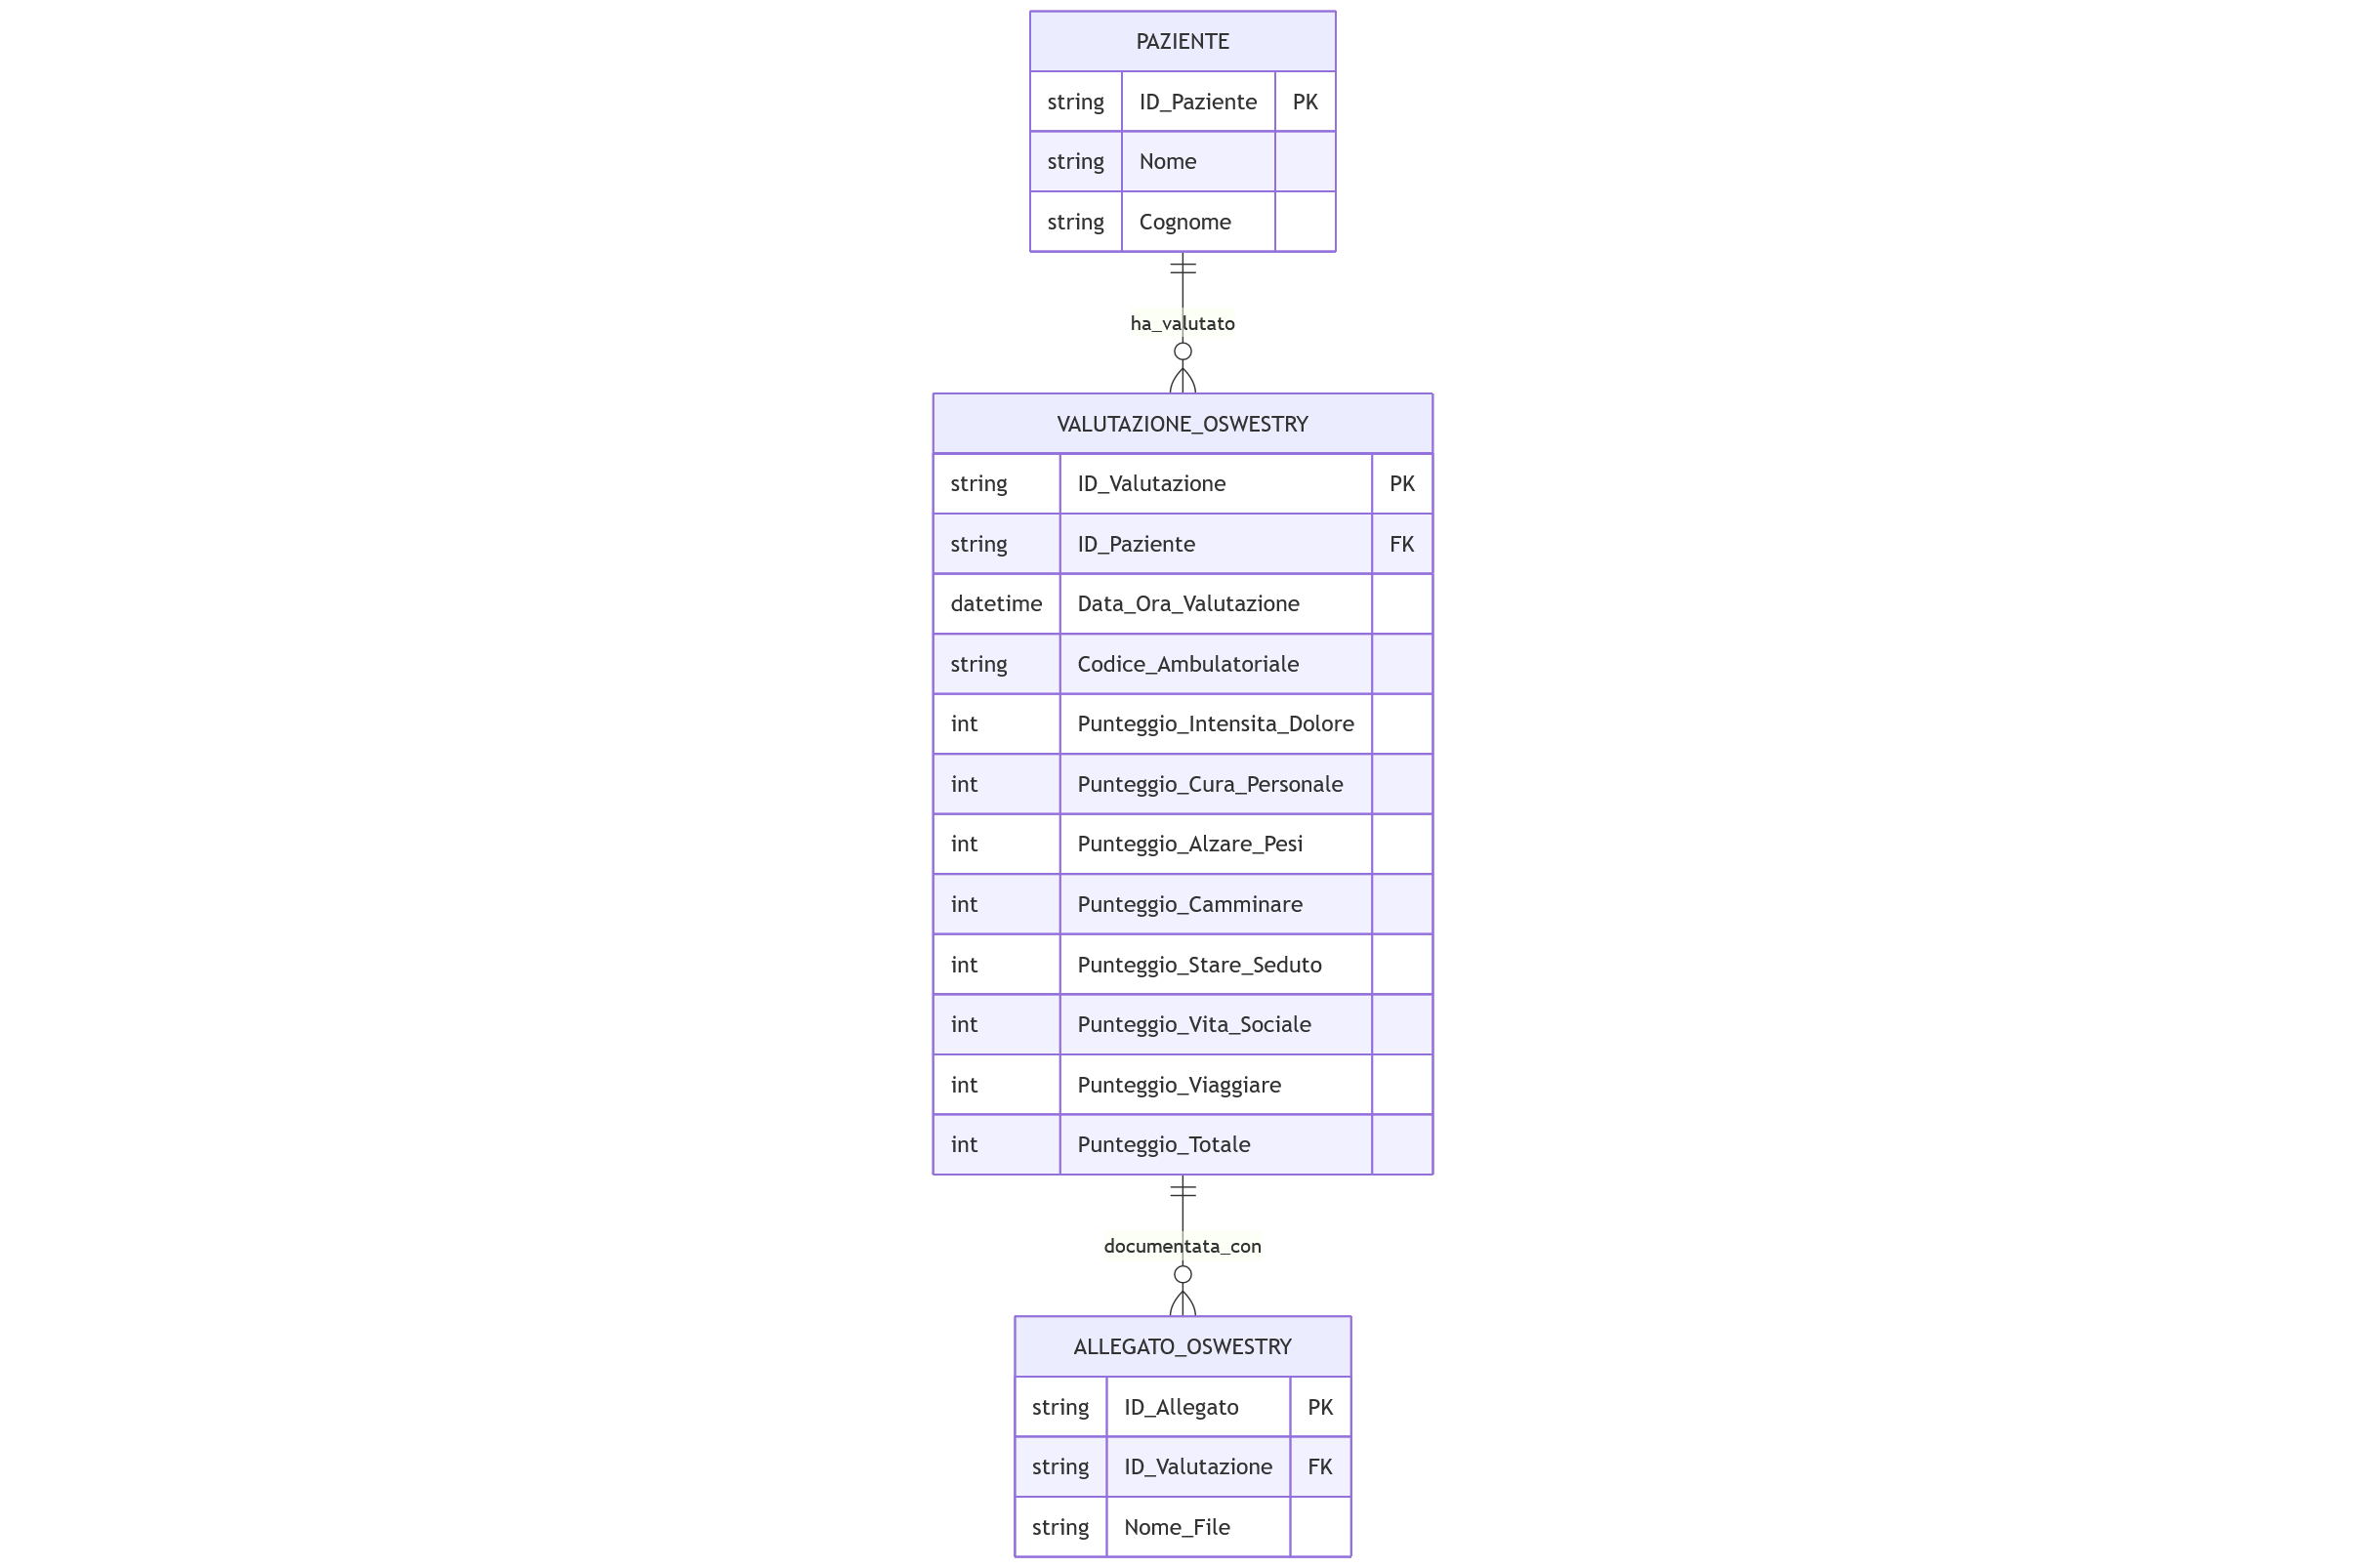 PAZIENTE
string ID_Paziente PK
string Nome
string Cognome
ha_valutato
VALUTAZIONE_OSWESTRY
string ID_Valutazione PK
string ID_Paziente FK
datetime Data_Ora_Valutazione
string Codice_Ambulatoriale
int Punteggio_Intensita_Dolore
int Punteggio_Cura_Personale
int Punteggio_Alzare_Pesi
int Punteggio_Camminare
int Punteggio_Stare_Seduto
int Punteggio_Vita_Sociale
int Punteggio_Viaggiare
int Punteggio_Totale
documentata_con
ALLEGATO_OSWESTRY
string ID_Allegato PK
string ID_Valutazione FK
string Nome_File